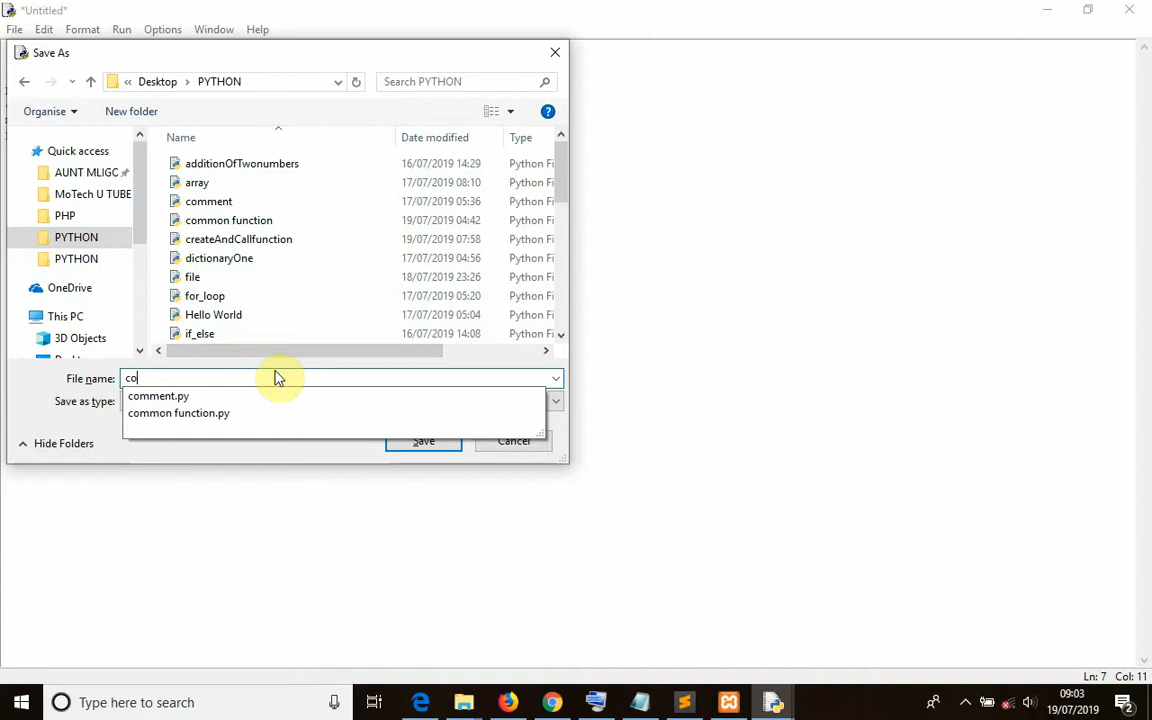 *Untitled*
File Edit Format Run Options Window Help
Save As
« Desktop › PYTHON
Search PYTHON
Organise New folder
Name Date modified Type
Quick access
AUNT MLIGC
MoTech U TUBE
PHP
PYTHON
PYTHON
OneDrive
This PC
3D Objects
additionOfTwonumbers 16/07/2019 14:29 Python Fi
array 17/07/2019 08:10 Python Fi
comment 17/07/2019 05:36 Python Fi
common function 19/07/2019 04:42 Python Fi
createAndCallfunction 19/07/2019 07:58 Python Fi
dictionaryOne 17/07/2019 04:56 Python Fi
file 18/07/2019 23:26 Python Fi
for_loop 17/07/2019 05:20 Python Fi
Hello World 17/07/2019 05:04 Python Fi
if_else 16/07/2019 14:08 Python Fi
File name: co
Save as type:
comment.py
common function.py
Hide Folders
Save Cancel
Ln: 7 Col: 11
Type here to search
09:03
19/07/2019
2